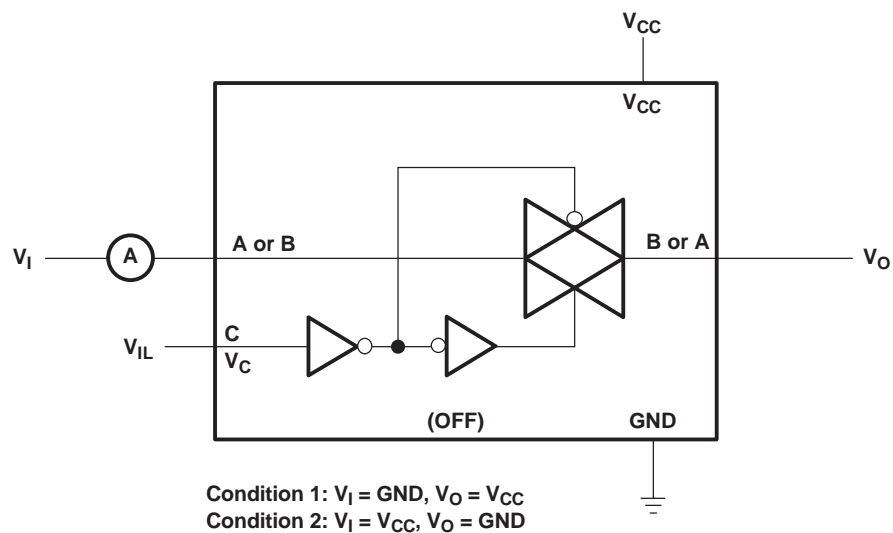 VCC
VCC
VI
A
A or B
B or A
VO
VIL
C
VC
(OFF)
GND
Condition 1: VI = GND, VO = VCC
Condition 2: VI = VCC, VO = GND